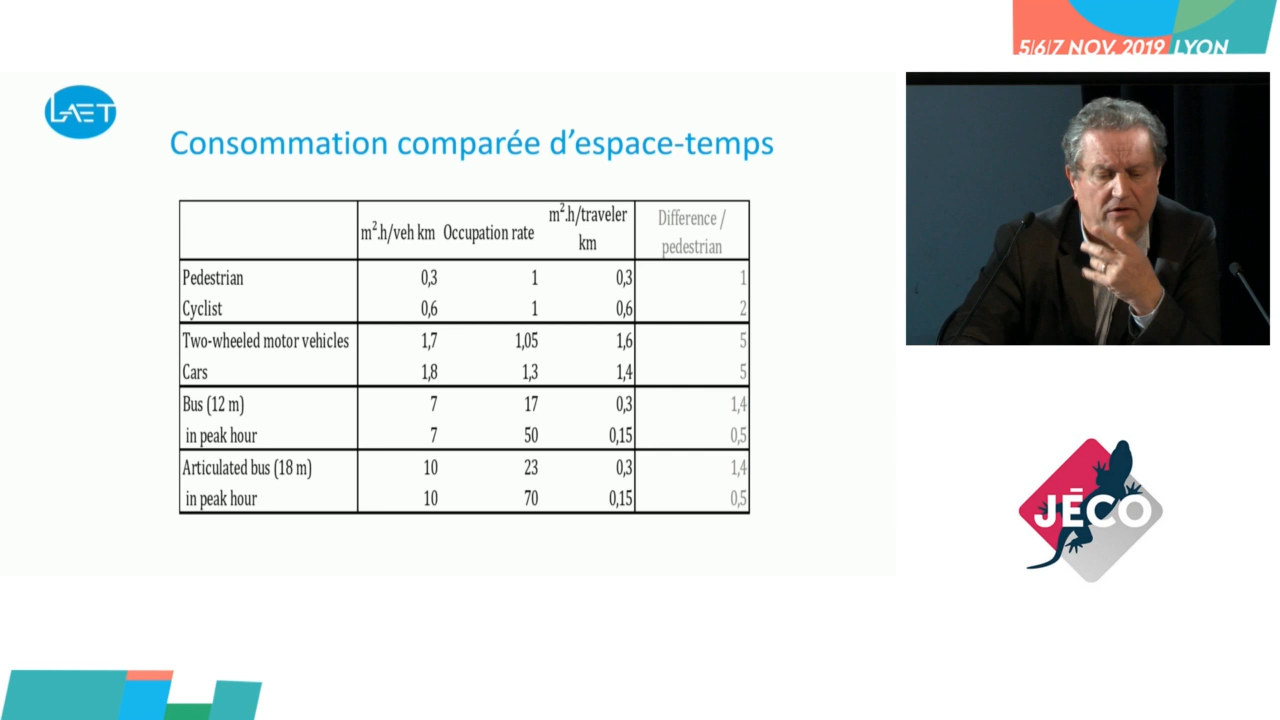 5|6|7 NOV. 2019 LYON
LAET
Consommation comparée d'espace-temps
m².h/veh km Occupation rate m².h/traveler km Difference / pedestrian
Pedestrian 0,3 1 0,3 1
Cyclist 0,6 1 0,6 2
Two-wheeled motor vehicles 1,7 1,05 1,6 5
Cars 1,8 1,3 1,4 5
Bus (12 m) 7 17 0,3 1,4
in peak hour 7 50 0,15 0,5
Articulated bus (18 m) 10 23 0,3 1,4
in peak hour 10 70 0,15 0,5
JĒCO